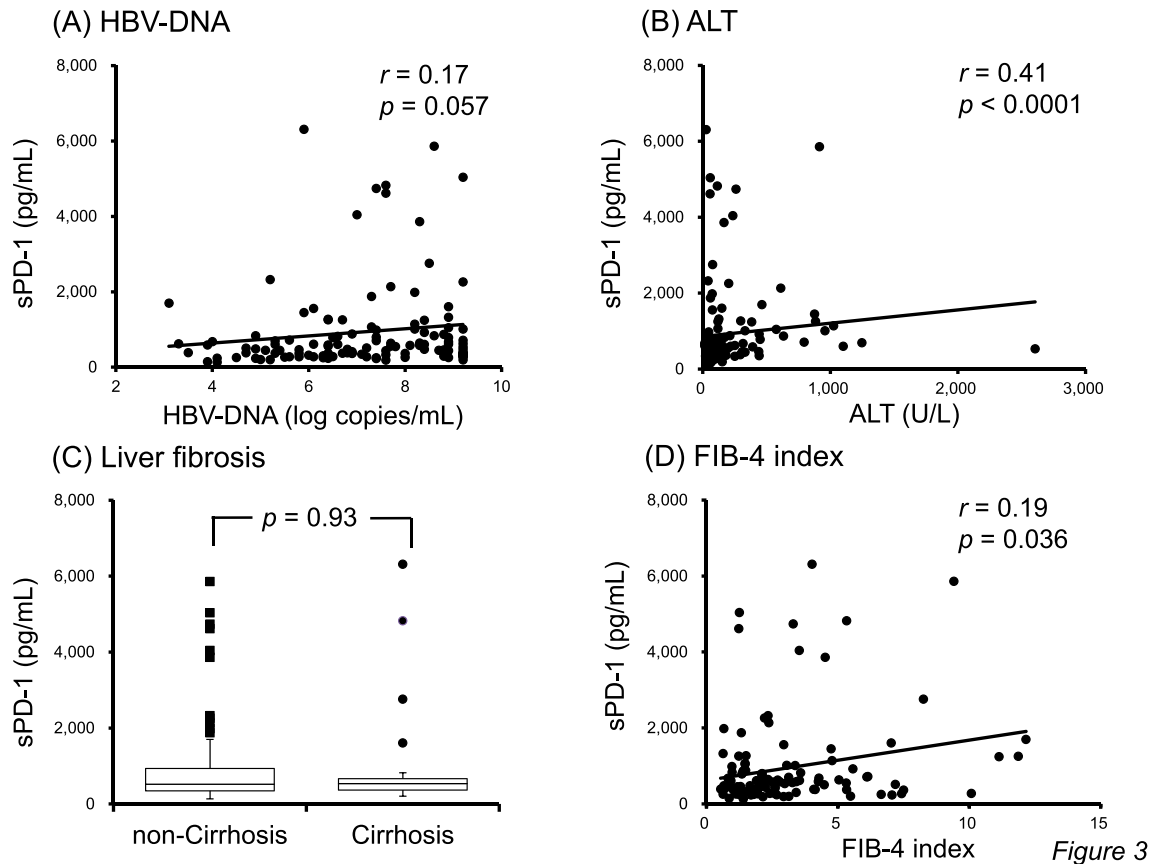 (A) HBV-DNA
r = 0.17
p = 0.057
8,000
6,000
4,000
2,000
0
sPD-1 (pg/mL)
2 4 6 8 10
HBV-DNA (log copies/mL)
(B) ALT
r = 0.41
p < 0.0001
8,000
6,000
4,000
2,000
0
sPD-1 (pg/mL)
0 1,000 2,000 3,000
ALT (U/L)
(C) Liver fibrosis
p = 0.93
8,000
6,000
4,000
2,000
0
sPD-1 (pg/mL)
non-Cirrhosis Cirrhosis
(D) FIB-4 index
r = 0.19
p = 0.036
8,000
6,000
4,000
2,000
0
sPD-1 (pg/mL)
0 5 10 15
FIB-4 index
Figure 3